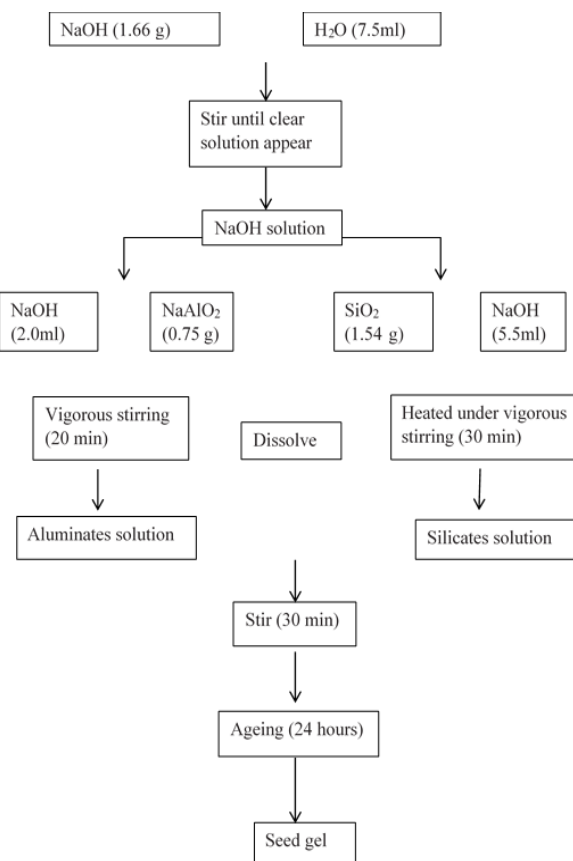 NaOH (1.66 g)
H₂O (7.5ml)
Stir until clear
solution appear
NaOH solution
NaOH
(2.0ml)
NaAlO₂
(0.75 g)
SiO₂
(1.54 g)
NaOH
(5.5ml)
Vigorous stirring
(20 min)
Dissolve
Heated under vigorous
stirring (30 min)
Aluminates solution
Silicates solution
Stir (30 min)
Ageing (24 hours)
Seed gel